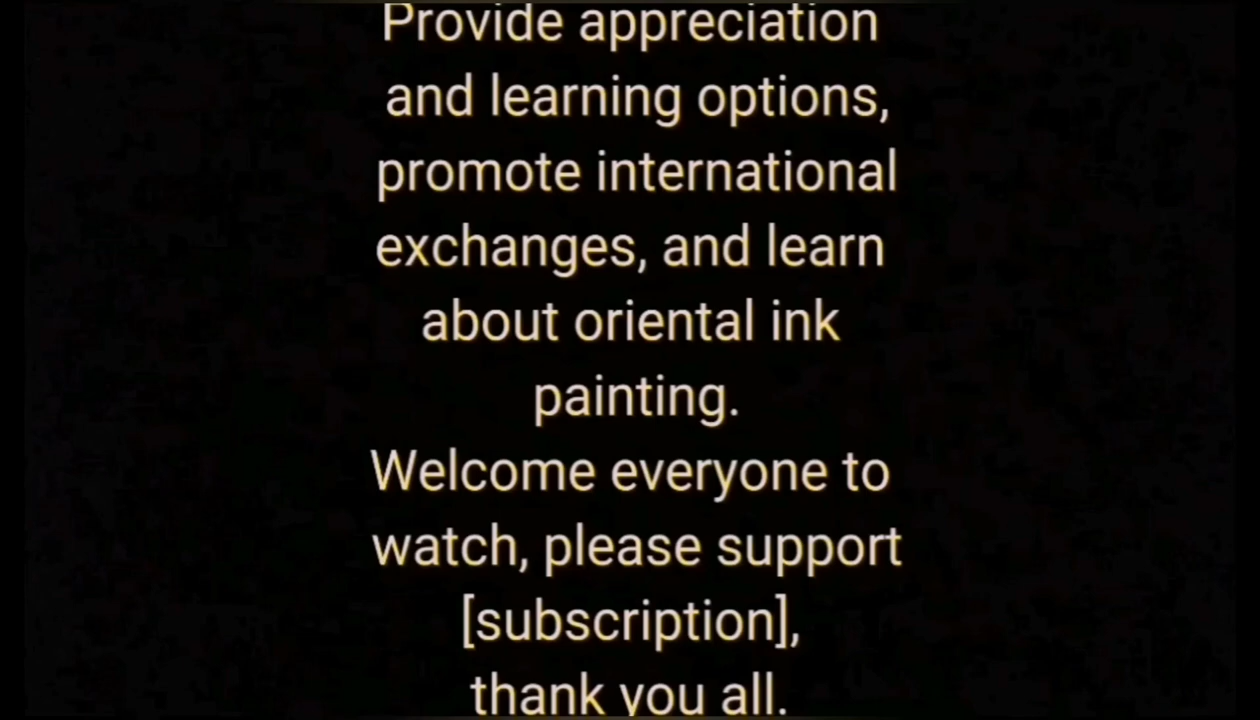 Provide appreciation
and learning options,
promote international
exchanges, and learn
about oriental ink
painting.
Welcome everyone to
watch, please support
[subscription],
thank you all.